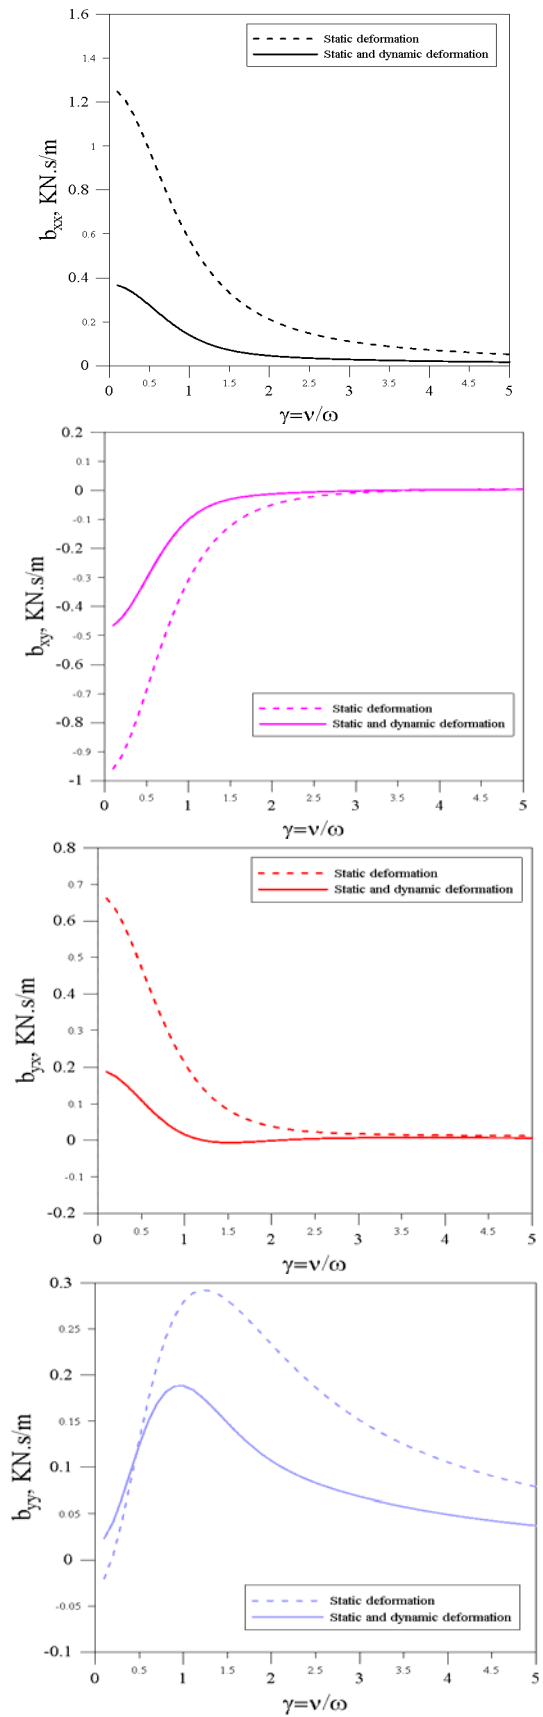 1.6
1.4
1.2
1
0.8
0.6
0.4
0.2
0
b_xx, KN.s/m
Static deformation
Static and dynamic deformation
0 0.5 1 1.5 2 2.5 3 3.5 4 4.5 5
γ=ν/ω
0.2
0.1
0
-0.1
-0.2
-0.3
-0.4
-0.5
-0.6
-0.7
-0.8
-0.9
-1
b_xy, KN.s/m
Static deformation
Static and dynamic deformation
0 0.5 1 1.5 2 2.5 3 3.5 4 4.5 5
γ=ν/ω
0.8
0.7
0.6
0.5
0.4
0.3
0.2
0.1
0
-0.1
-0.2
b_yx, KN.s/m
Static deformation
Static and dynamic deformation
0 0.5 1 1.5 2 2.5 3 3.5 4 4.5 5
γ=ν/ω
0.3
0.25
0.2
0.15
0.1
0.05
0
-0.05
-0.1
b_yy, KN.s/m
Static deformation
Static and dynamic deformation
0 0.5 1 1.5 2 2.5 3 3.5 4 4.5 5
γ=ν/ω